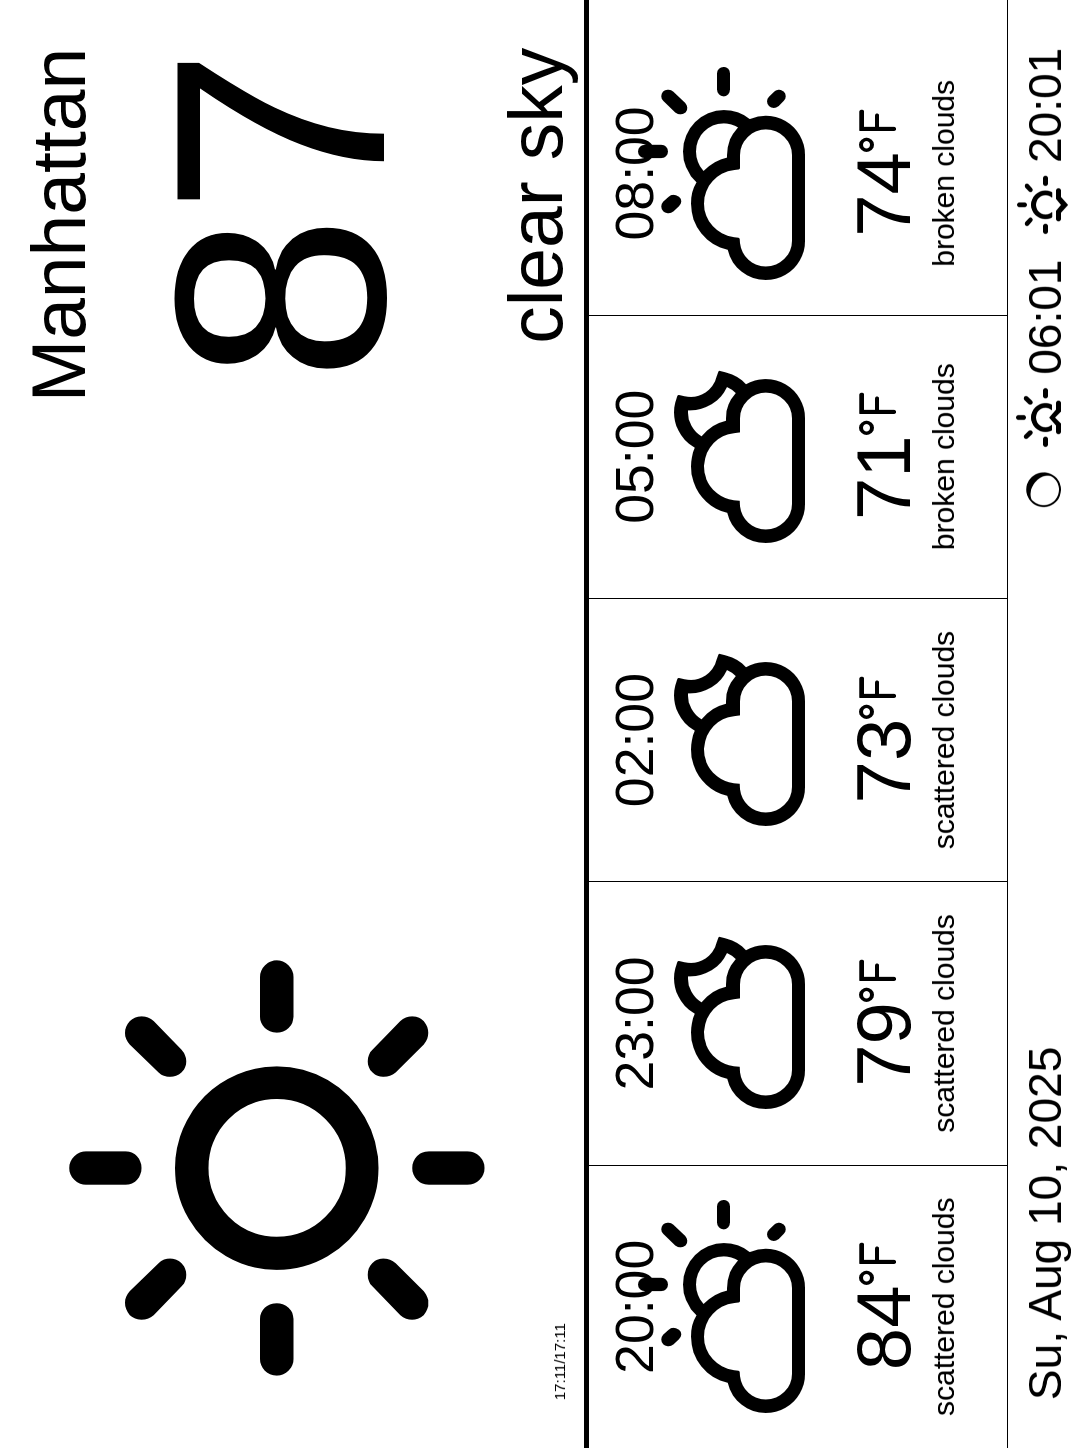 Manhattan
87
clear sky
17:11/17:11
20:00
84°F
scattered clouds
23:00
79°F
scattered clouds
02:00
73°F
scattered clouds
05:00
71°F
broken clouds
08:00
74°F
broken clouds
Su, Aug 10, 2025
06:01
20:01